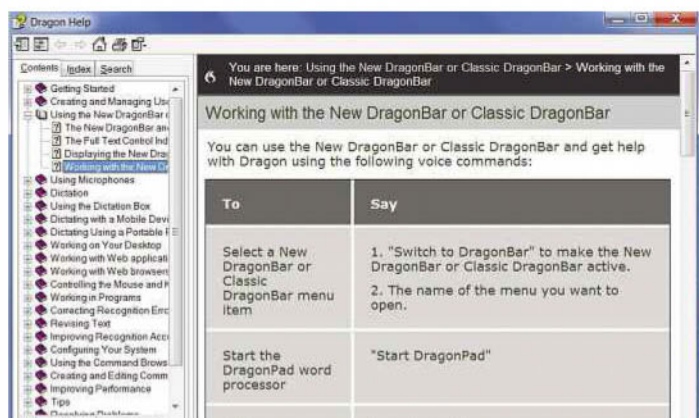 Dragon Help
Contents Index Search
Getting Started
Creating and Managing Use
Using the New DragonBar
The New DragonBar an
The Full Text Control Ind
Displaying the New Drag
Working with the New Dr
Using Microphones
Dictation
Using the Dictation Box
Dictating with a Mobile Devi
Dictating Using a Portable
Working on Your Desktop
Working with Web applicati
Working with Web browsers
Controlling the Mouse and K
Working in Programs
Correcting Recognition Erro
Revising Text
Improving Recognition Accu
Configuring Your System
Using the Command Brows
Creating and Editing Comm
Improving Performance
Tips
Resolving Problems
You are here: Using the New DragonBar or Classic DragonBar > Working with the
New DragonBar or Classic DragonBar
Working with the New DragonBar or Classic DragonBar
You can use the New DragonBar or Classic DragonBar and get help
with Dragon using the following voice commands:
To Say
Select a New
DragonBar or
Classic
DragonBar menu
item
1. "Switch to DragonBar" to make the New
DragonBar or Classic DragonBar active.
2. The name of the menu you want to
open.
Start the
DragonPad word
processor
"Start DragonPad"